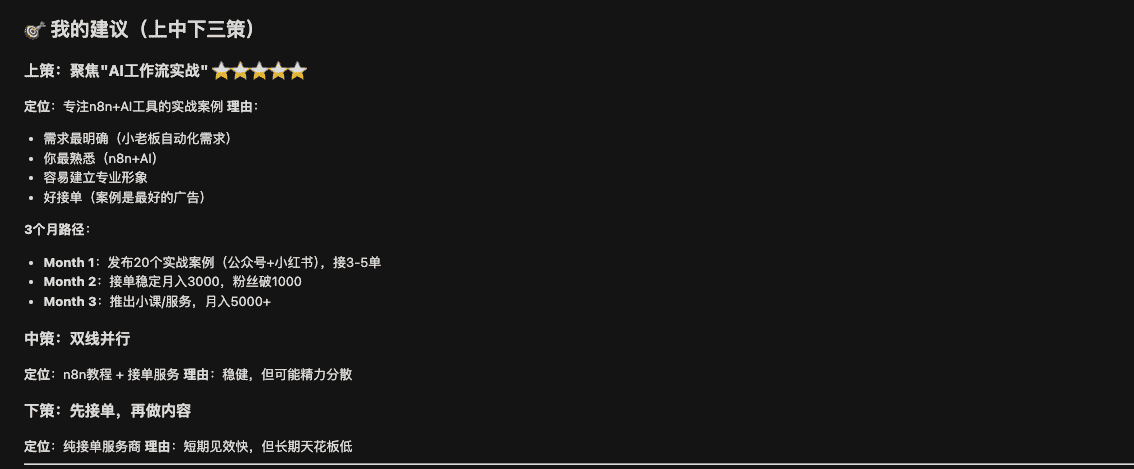 🎯 我的建议（上中下三策）
上策：聚焦"AI工作流实战" ⭐⭐⭐⭐⭐
定位：专注n8n+AI工具的实战案例 理由：
• 需求最明确（小老板自动化需求）
• 你最熟悉（n8n+AI）
• 容易建立专业形象
• 好接单（案例是最好的广告）
3个月路径：
• Month 1：发布20个实战案例（公众号+小红书），接3-5单
• Month 2：接单稳定月入3000，粉丝破1000
• Month 3：推出小课/服务，月入5000+
中策：双线并行
定位：n8n教程 + 接单服务 理由：稳健，但可能精力分散
下策：先接单，再做内容
定位：纯接单服务商 理由：短期见效快，但长期天花板低